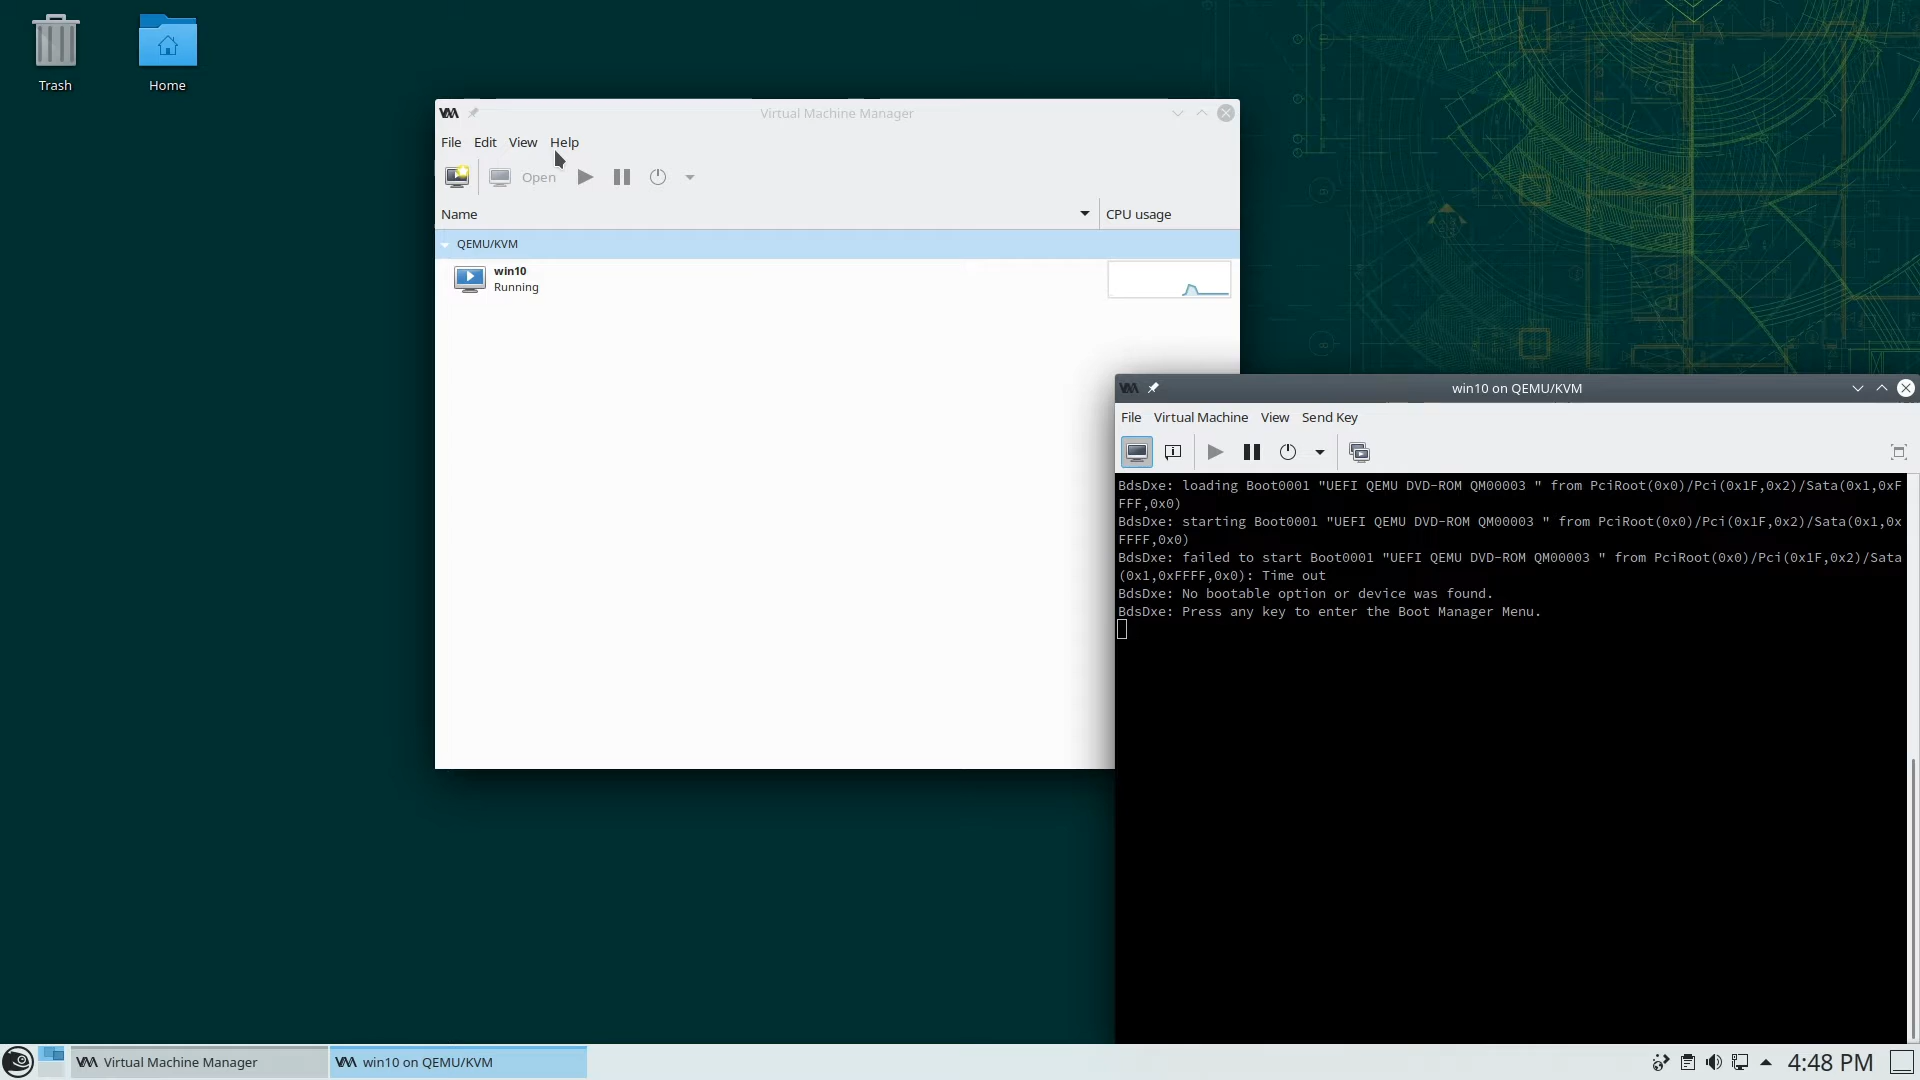 Trash
Home
Virtual Machine Manager
File Edit View Help
Open
Name
CPU usage
QEMU/KVM
win10
Running
win10 on QEMU/KVM
File Virtual Machine View Send Key
BdsDxe: loading Boot0001 "UEFI QEMU DVD-ROM QM00003 " from PciRoot(0x0)/Pci(0x1F,0x2)/Sata(0x1,0xF
FFF,0x0)
BdsDxe: starting Boot0001 "UEFI QEMU DVD-ROM QM00003 " from PciRoot(0x0)/Pci(0x1F,0x2)/Sata(0x1,0x
FFFF,0x0)
BdsDxe: failed to start Boot0001 "UEFI QEMU DVD-ROM QM00003 " from PciRoot(0x0)/Pci(0x1F,0x2)/Sata
(0x1,0xFFFF,0x0): Time out
BdsDxe: No bootable option or device was found.
BdsDxe: Press any key to enter the Boot Manager Menu.
Virtual Machine Manager
win10 on QEMU/KVM
4:48 PM